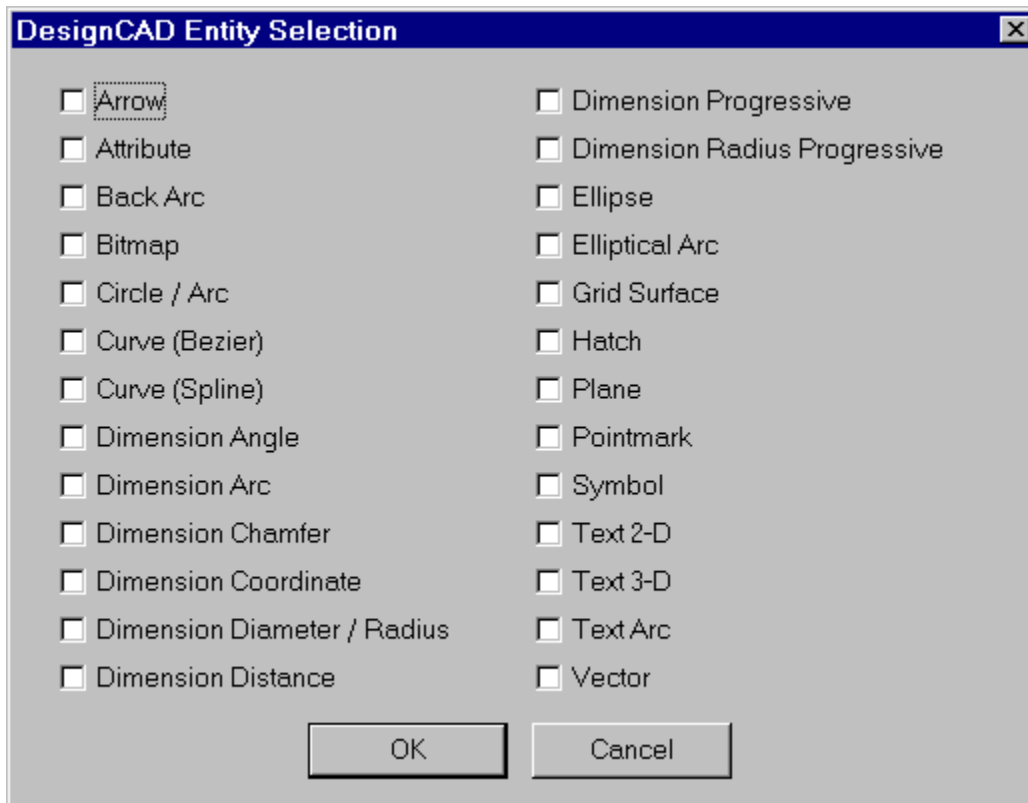 DesignCAD Entity Selection
Arrow
Attribute
Back Arc
Bitmap
Circle / Arc
Curve (Bezier)
Curve (Spline)
Dimension Angle
Dimension Arc
Dimension Chamfer
Dimension Coordinate
Dimension Diameter / Radius
Dimension Distance
Dimension Progressive
Dimension Radius Progressive
Ellipse
Elliptical Arc
Grid Surface
Hatch
Plane
Pointmark
Symbol
Text 2-D
Text 3-D
Text Arc
Vector
OK
Cancel